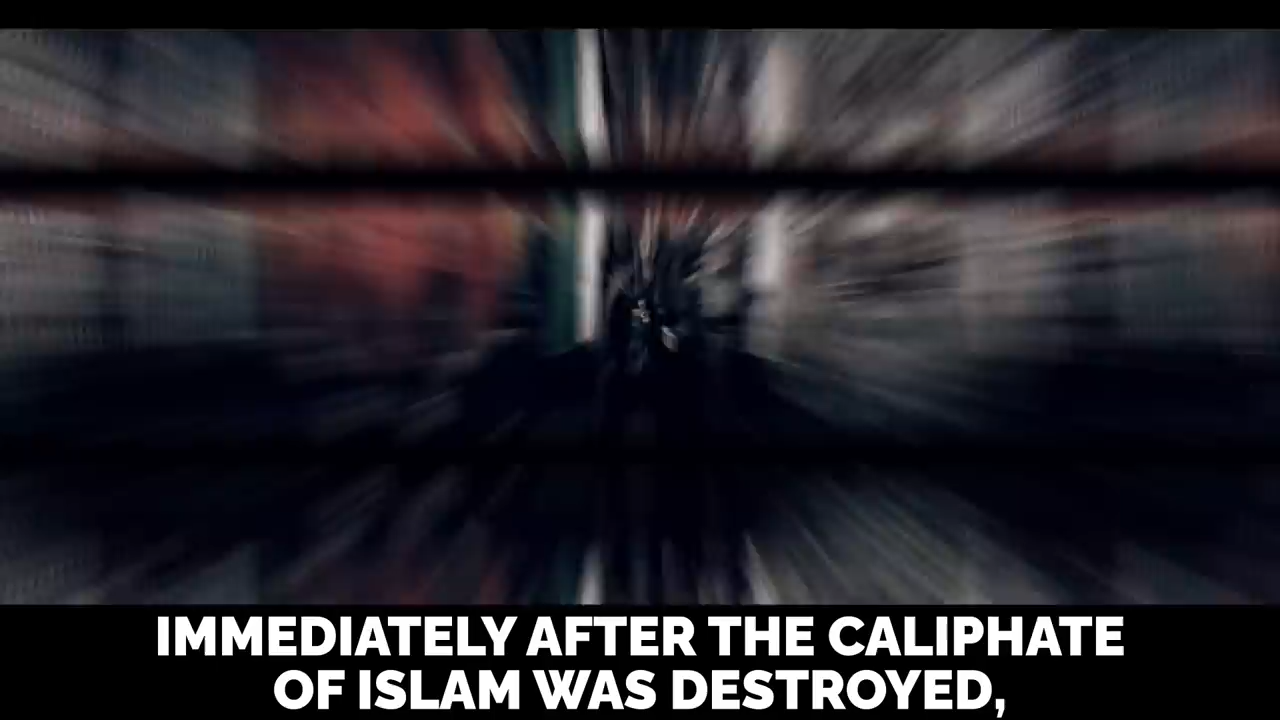 IMMEDIATELY AFTER THE CALIPHATE
OF ISLAM WAS DESTROYED,